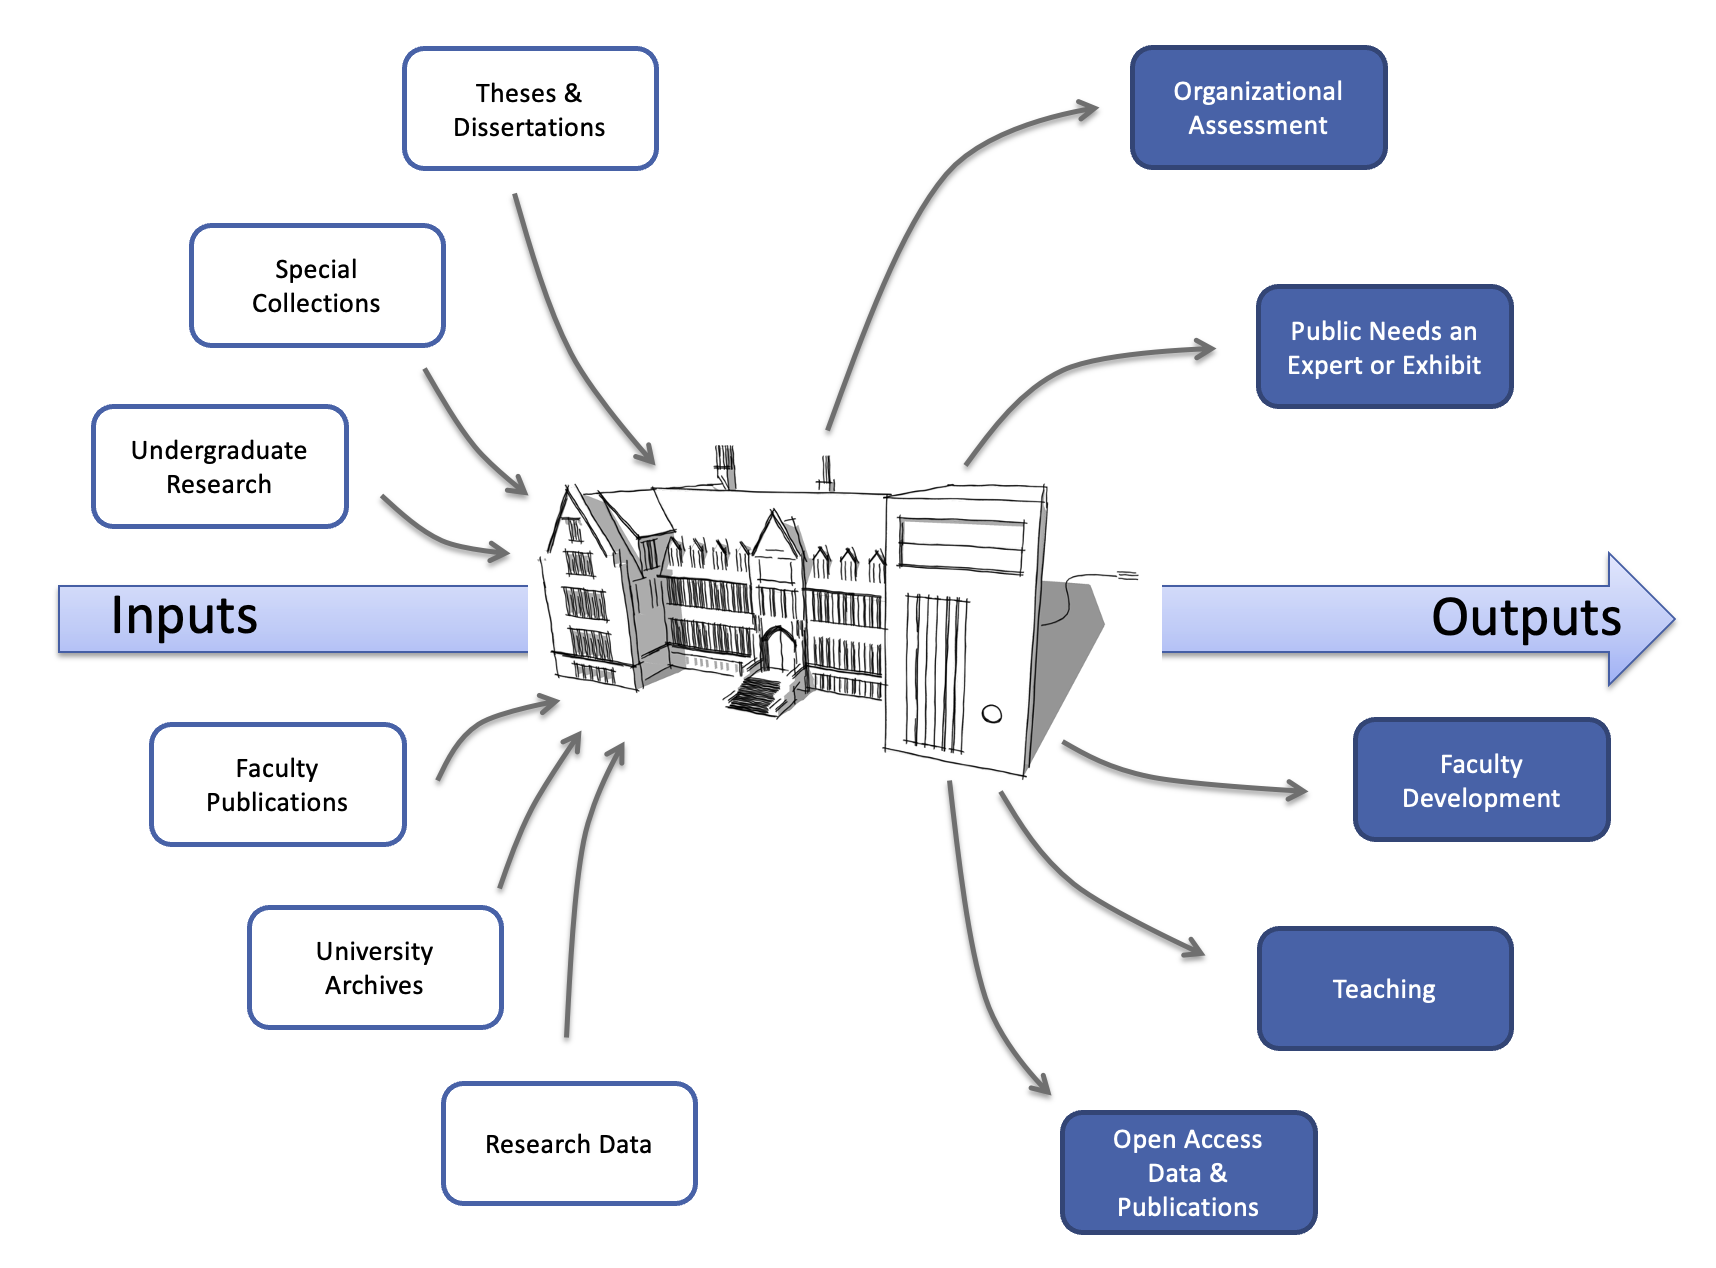 Theses &
Dissertations
Special
Collections
Undergraduate
Research
Inputs
Faculty
Publications
University
Archives
Research Data
Organizational
Assessment
Public Needs an
Expert or Exhibit
Outputs
Faculty
Development
Teaching
Open Access
Data &
Publications